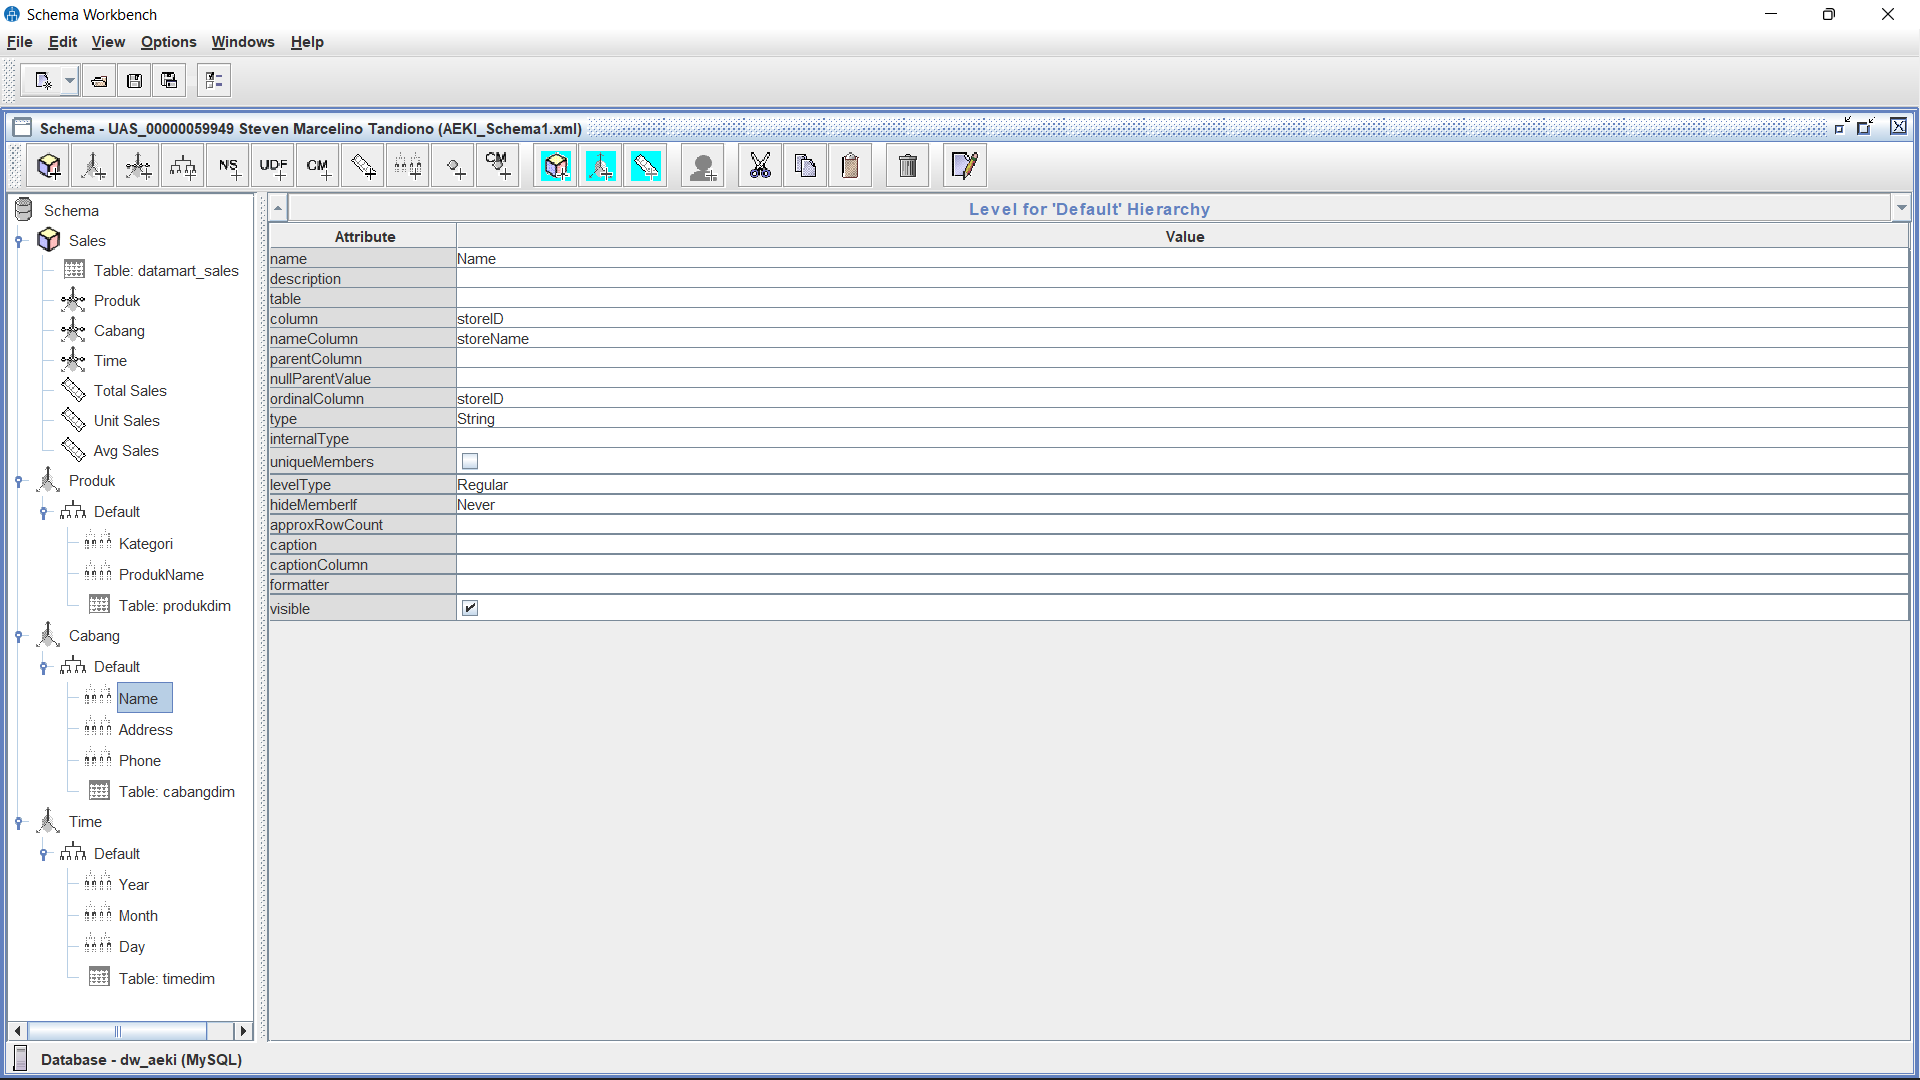 Schema Workbench
File Edit View Options Windows Help
Schema - UAS_00000059949 Steven Marcelino Tandiono (AEKI_Schema1.xml)
NS UDF CM CM
Schema
Sales
Table: datamart_sales
Produk
Cabang
Time
Total Sales
Unit Sales
Avg Sales
Produk
Default
Kategori
ProdukName
Table: produkdim
Cabang
Default
Name
Address
Phone
Table: cabangdim
Time
Default
Year
Month
Day
Table: timedim
Level for 'Default' Hierarchy
Attribute Value
name Name
description
table
column storeID
nameColumn storeName
parentColumn
nullParentValue
ordinalColumn storeID
type String
internalType
uniqueMembers
levelType Regular
hideMemberIf Never
approxRowCount
caption
captionColumn
formatter
visible
Database - dw_aeki (MySQL)